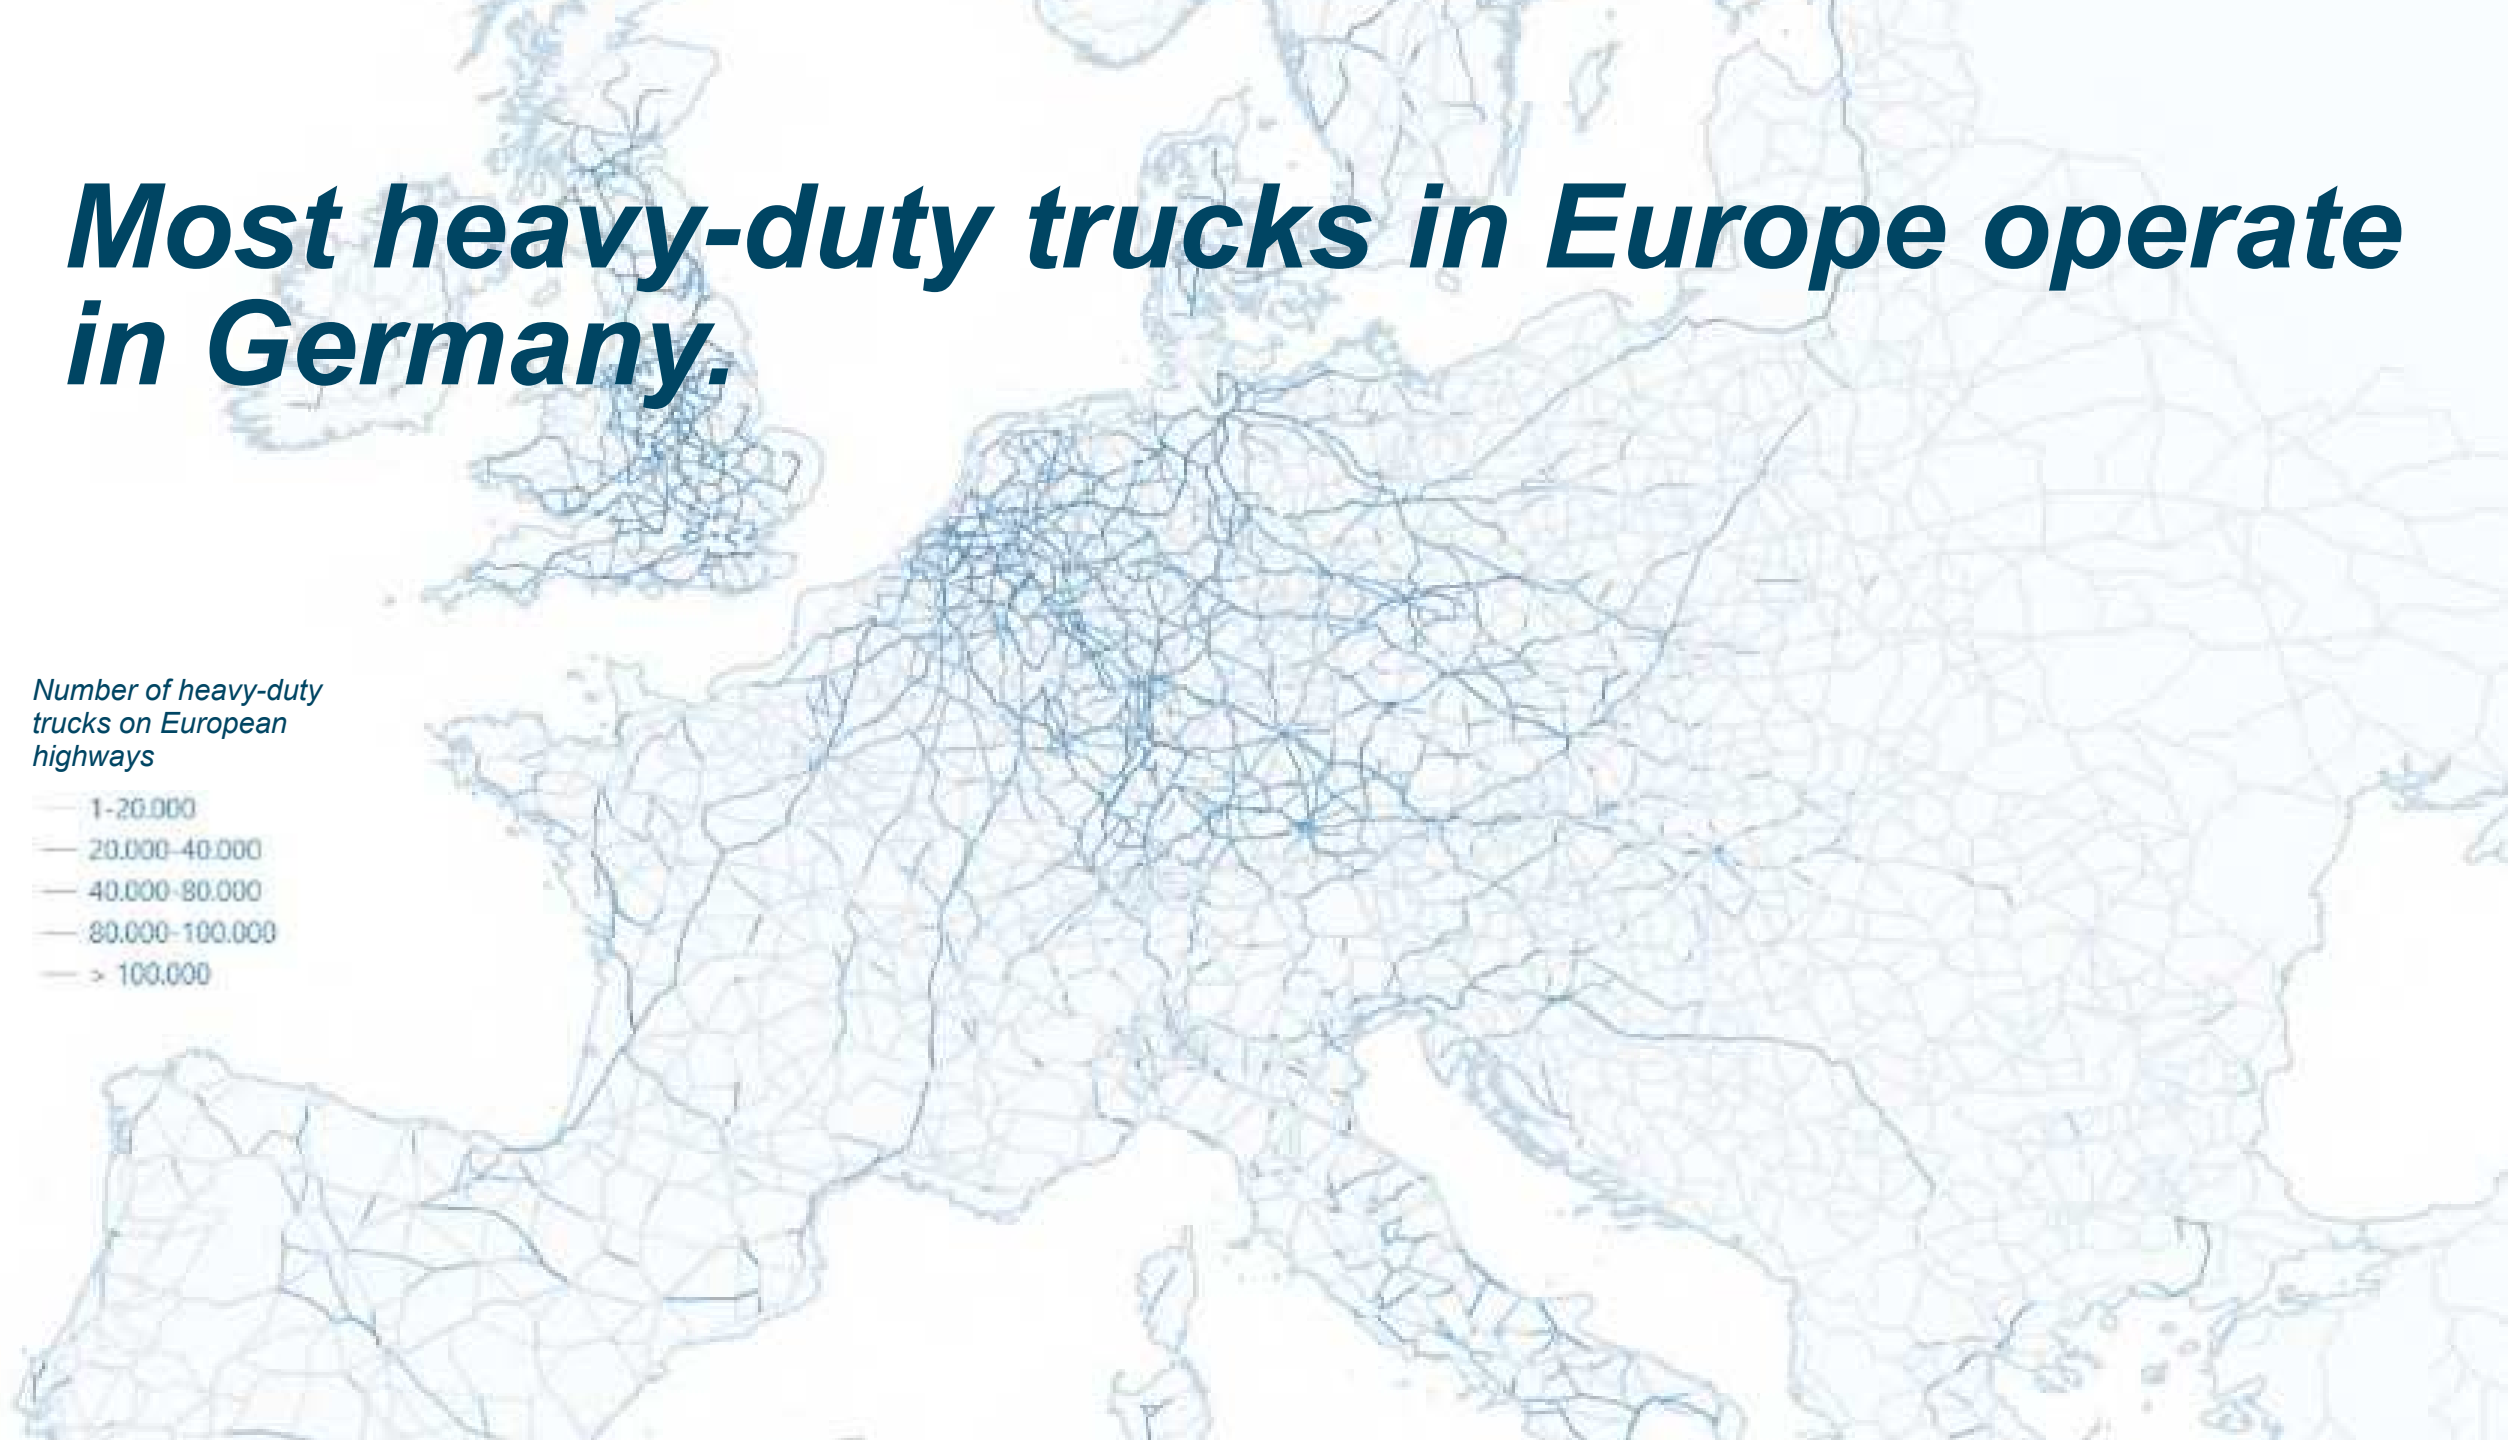 Most heavy-duty trucks in Europe operate
in Germany.
Number of heavy-duty
trucks on European
highways
1-20.000
20.000-40.000
40.000-80.000
80.000-100.000
> 100.000